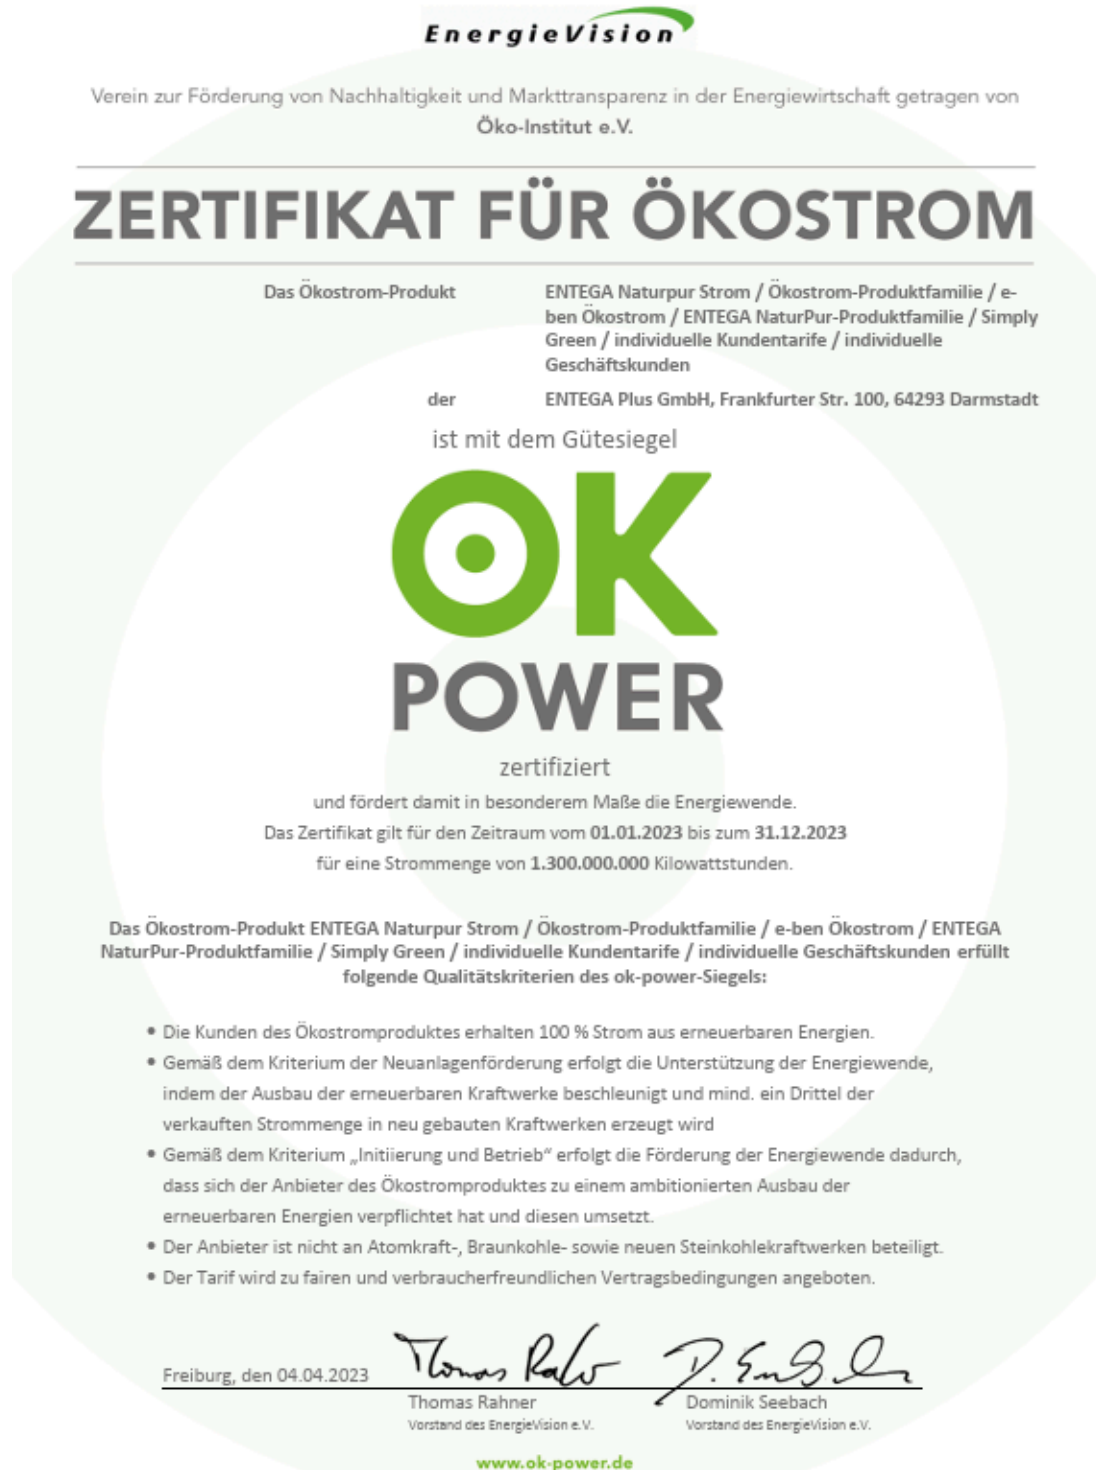 EnergieVision
Verein zur Förderung von Nachhaltigkeit und Markttransparenz in der Energiewirtschaft getragen von
Öko-Institut e.V.
ZERTIFIKAT FÜR ÖKOSTROM
Das Ökostrom-Produkt ENTEGA Naturpur Strom / Ökostrom-Produktfamilie / e-
ben Ökostrom / ENTEGA NaturPur-Produktfamilie / Simply
Green / individuelle Kundentarife / individuelle
Geschäftskunden
der ENTEGA Plus GmbH, Frankfurter Str. 100, 64293 Darmstadt
ist mit dem Gütesiegel
OK
POWER
zertifiziert
und fördert damit in besonderem Maße die Energiewende.
Das Zertifikat gilt für den Zeitraum vom 01.01.2023 bis zum 31.12.2023
für eine Strommenge von 1.300.000.000 Kilowattstunden.
Das Ökostrom-Produkt ENTEGA Naturpur Strom / Ökostrom-Produktfamilie / e-ben Ökostrom / ENTEGA
NaturPur-Produktfamilie / Simply Green / individuelle Kundentarife / individuelle Geschäftskunden erfüllt
folgende Qualitätskriterien des ok-power-Siegels:
• Die Kunden des Ökostromproduktes erhalten 100 % Strom aus erneuerbaren Energien.
• Gemäß dem Kriterium der Neuanlagenförderung erfolgt die Unterstützung der Energiewende,
indem der Ausbau der erneuerbaren Kraftwerke beschleunigt und mind. ein Drittel der
verkauften Strommenge in neu gebauten Kraftwerken erzeugt wird
• Gemäß dem Kriterium „Initiierung und Betrieb“ erfolgt die Förderung der Energiewende dadurch,
dass sich der Anbieter des Ökostromproduktes zu einem ambitionierten Ausbau der
erneuerbaren Energien verpflichtet hat und diesen umsetzt.
• Der Anbieter ist nicht an Atomkraft-, Braunkohle- sowie neuen Steinkohlekraftwerken beteiligt.
• Der Tarif wird zu fairen und verbraucherfreundlichen Vertragsbedingungen angeboten.
Freiburg, den 04.04.2023
Thomas Rahner Dominik Seebach
Vorstand des EnergieVision e.V. Vorstand des EnergieVision e.V.
www.ok-power.de